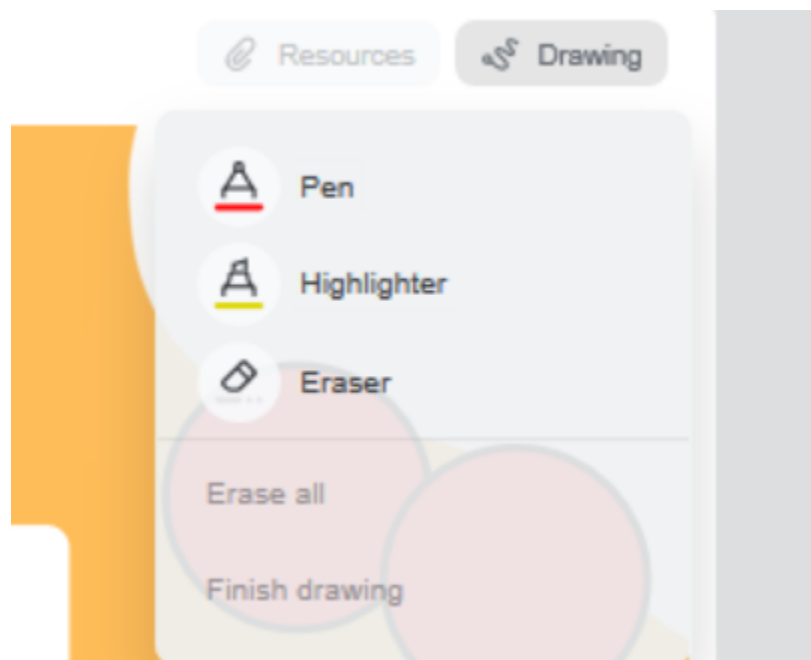 Resources
Drawing
Pen
Highlighter
Eraser
Erase all
Finish drawing